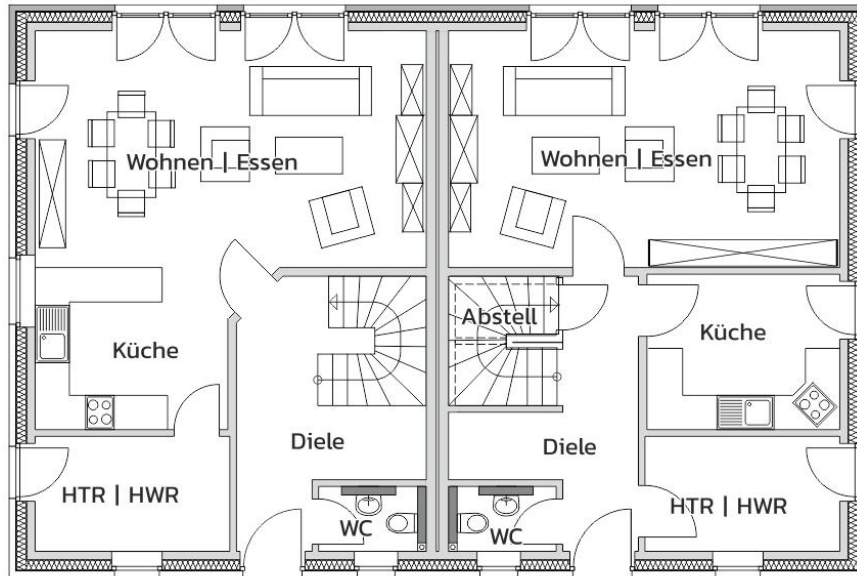 Wohnen | Essen
Wohnen | Essen
Abstell
Küche
Küche
Diele
Diele
HTR | HWR
HTR | HWR
WC
WC